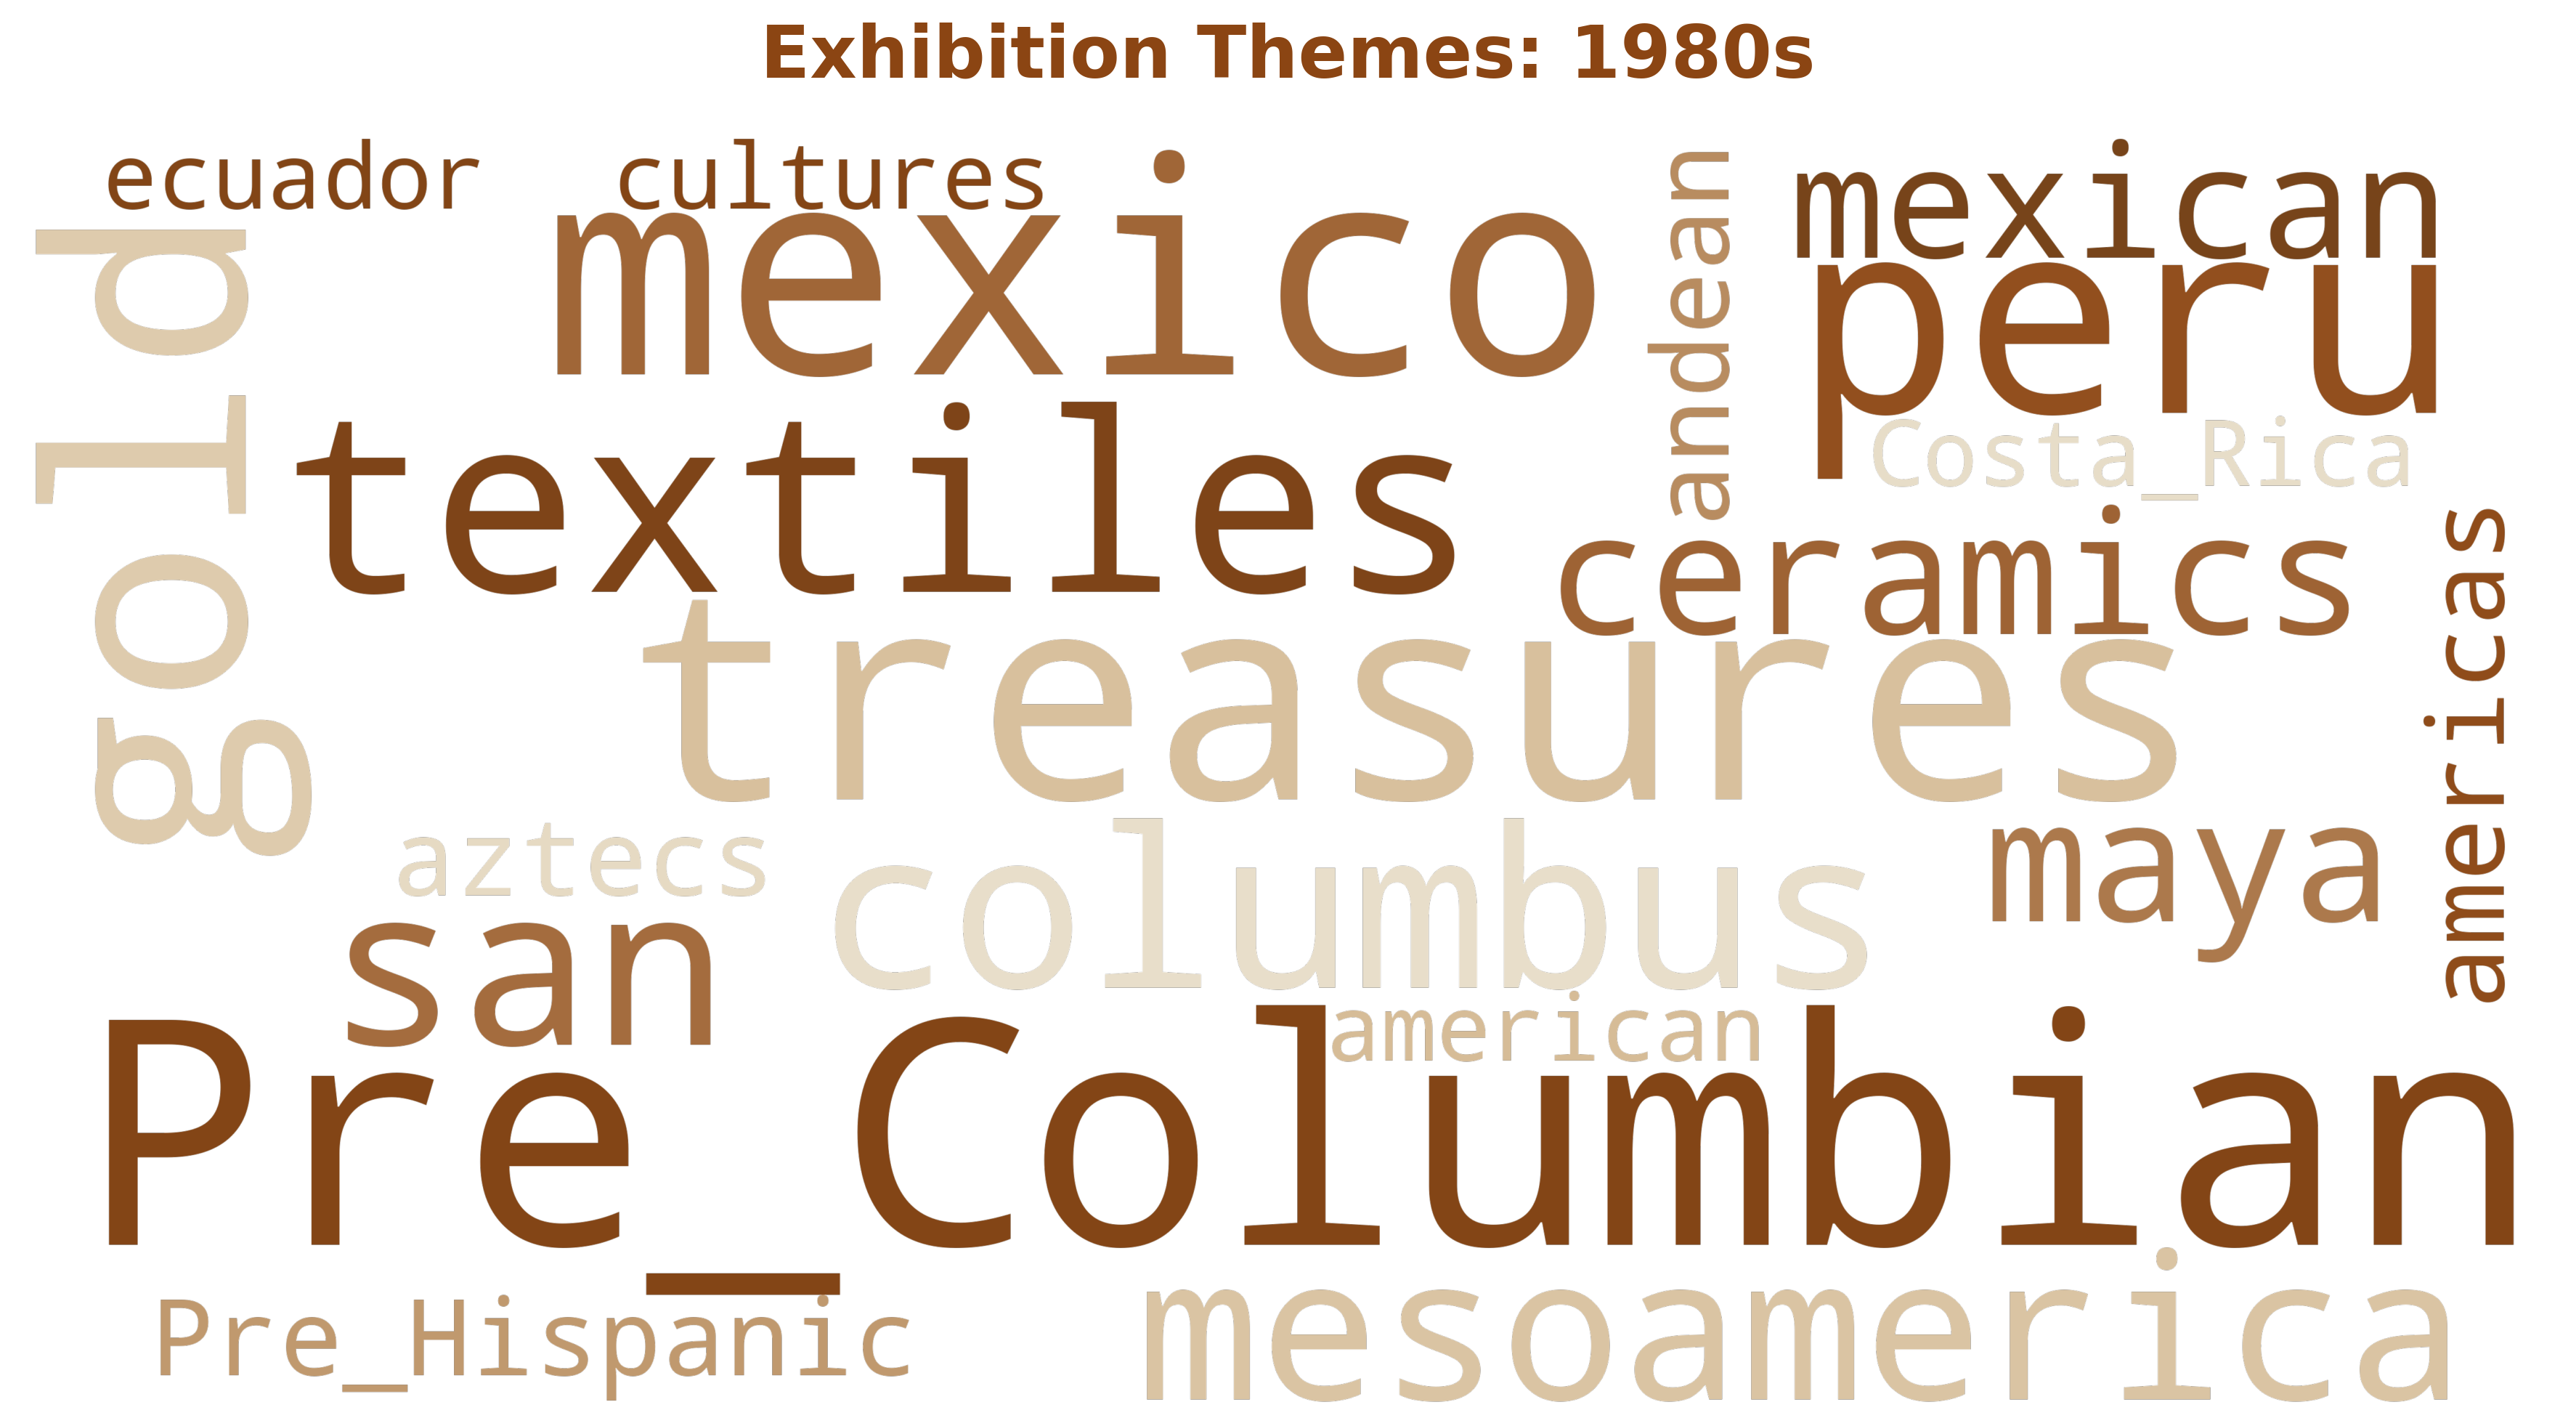 Exhibition Themes: 1980s
ecuador
cultures
mexico
andean
mexican
peru
gold
textiles
Costa_Rica
ceramics
americas
treasures
aztecs
columbus
maya
san
american
Pre_Columbian
Pre_Hispanic
mesoamerica